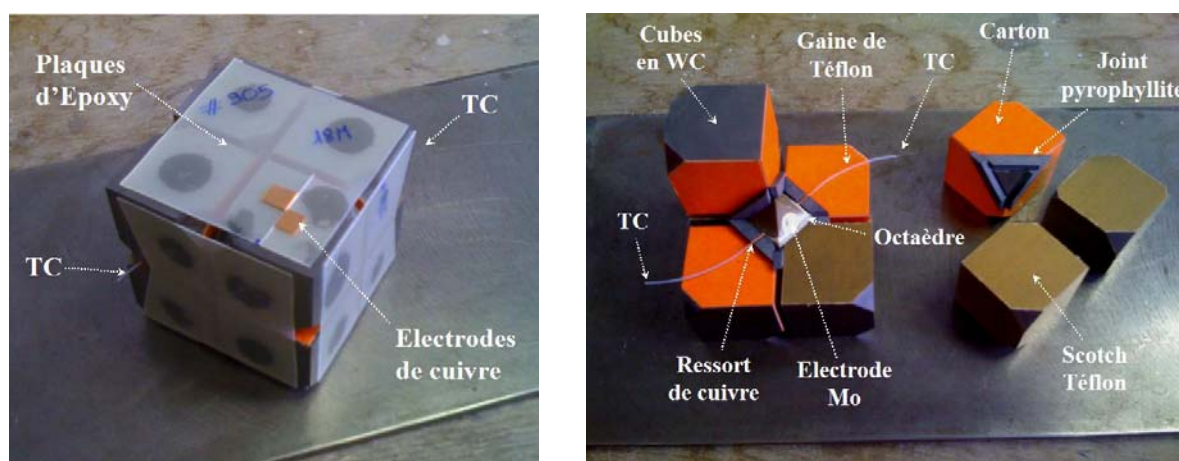 Plaques
d'Epoxy
TC
# 905
18M
TC
Electrodes
de cuivre
Cubes
en WC
Gaine de
Téflon
TC
Carton
Joint
pyrophyllite
TC
Octaèdre
Ressort
de cuivre
Electrode
Mo
Scotch
Téflon